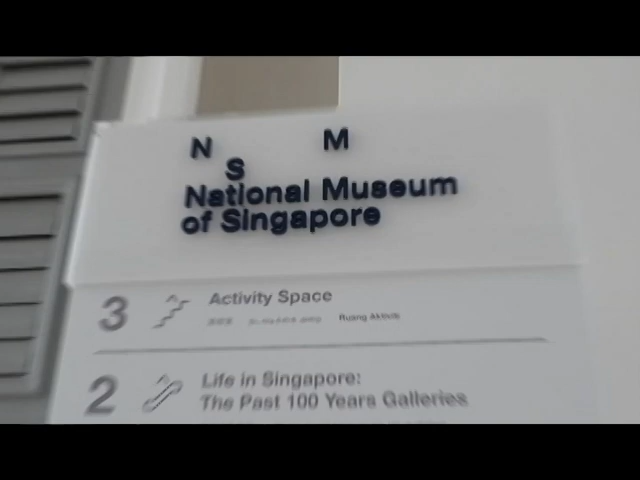 N M
S
National Museum
of Singapore
3 Activity Space
Ruang Aktiviti
2 Life in Singapore:
The Past 100 Years Galleries